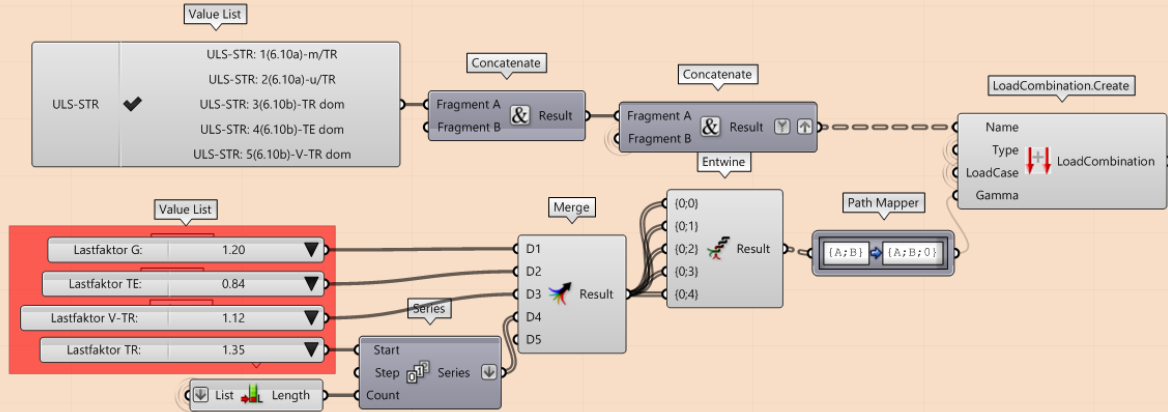 Value List
ULS-STR
ULS-STR: 1(6.10a)-m/TR
ULS-STR: 2(6.10a)-u/TR
ULS-STR: 3(6.10b)-TR dom
ULS-STR: 4(6.10b)-TE dom
ULS-STR: 5(6.10b)-V-TR dom
Concatenate
Fragment A
Fragment B
&
Result
Concatenate
Fragment A
Fragment B
&
Result
LoadCombination.Create
Name
Type
LoadCase
Gamma
LoadCombination
Value List
Lastfaktor G: 1.20
Lastfaktor TE: 0.84
Lastfaktor V-TR: 1.12
Lastfaktor TR: 1.35
List Length
Series
Start
Step
Count
Series
Merge
D1
D2
D3
D4
D5
Result
Entwine
{0;0}
{0;1}
{0;2}
{0;3}
{0;4}
Result
Path Mapper
{A;B} {A;B;0}